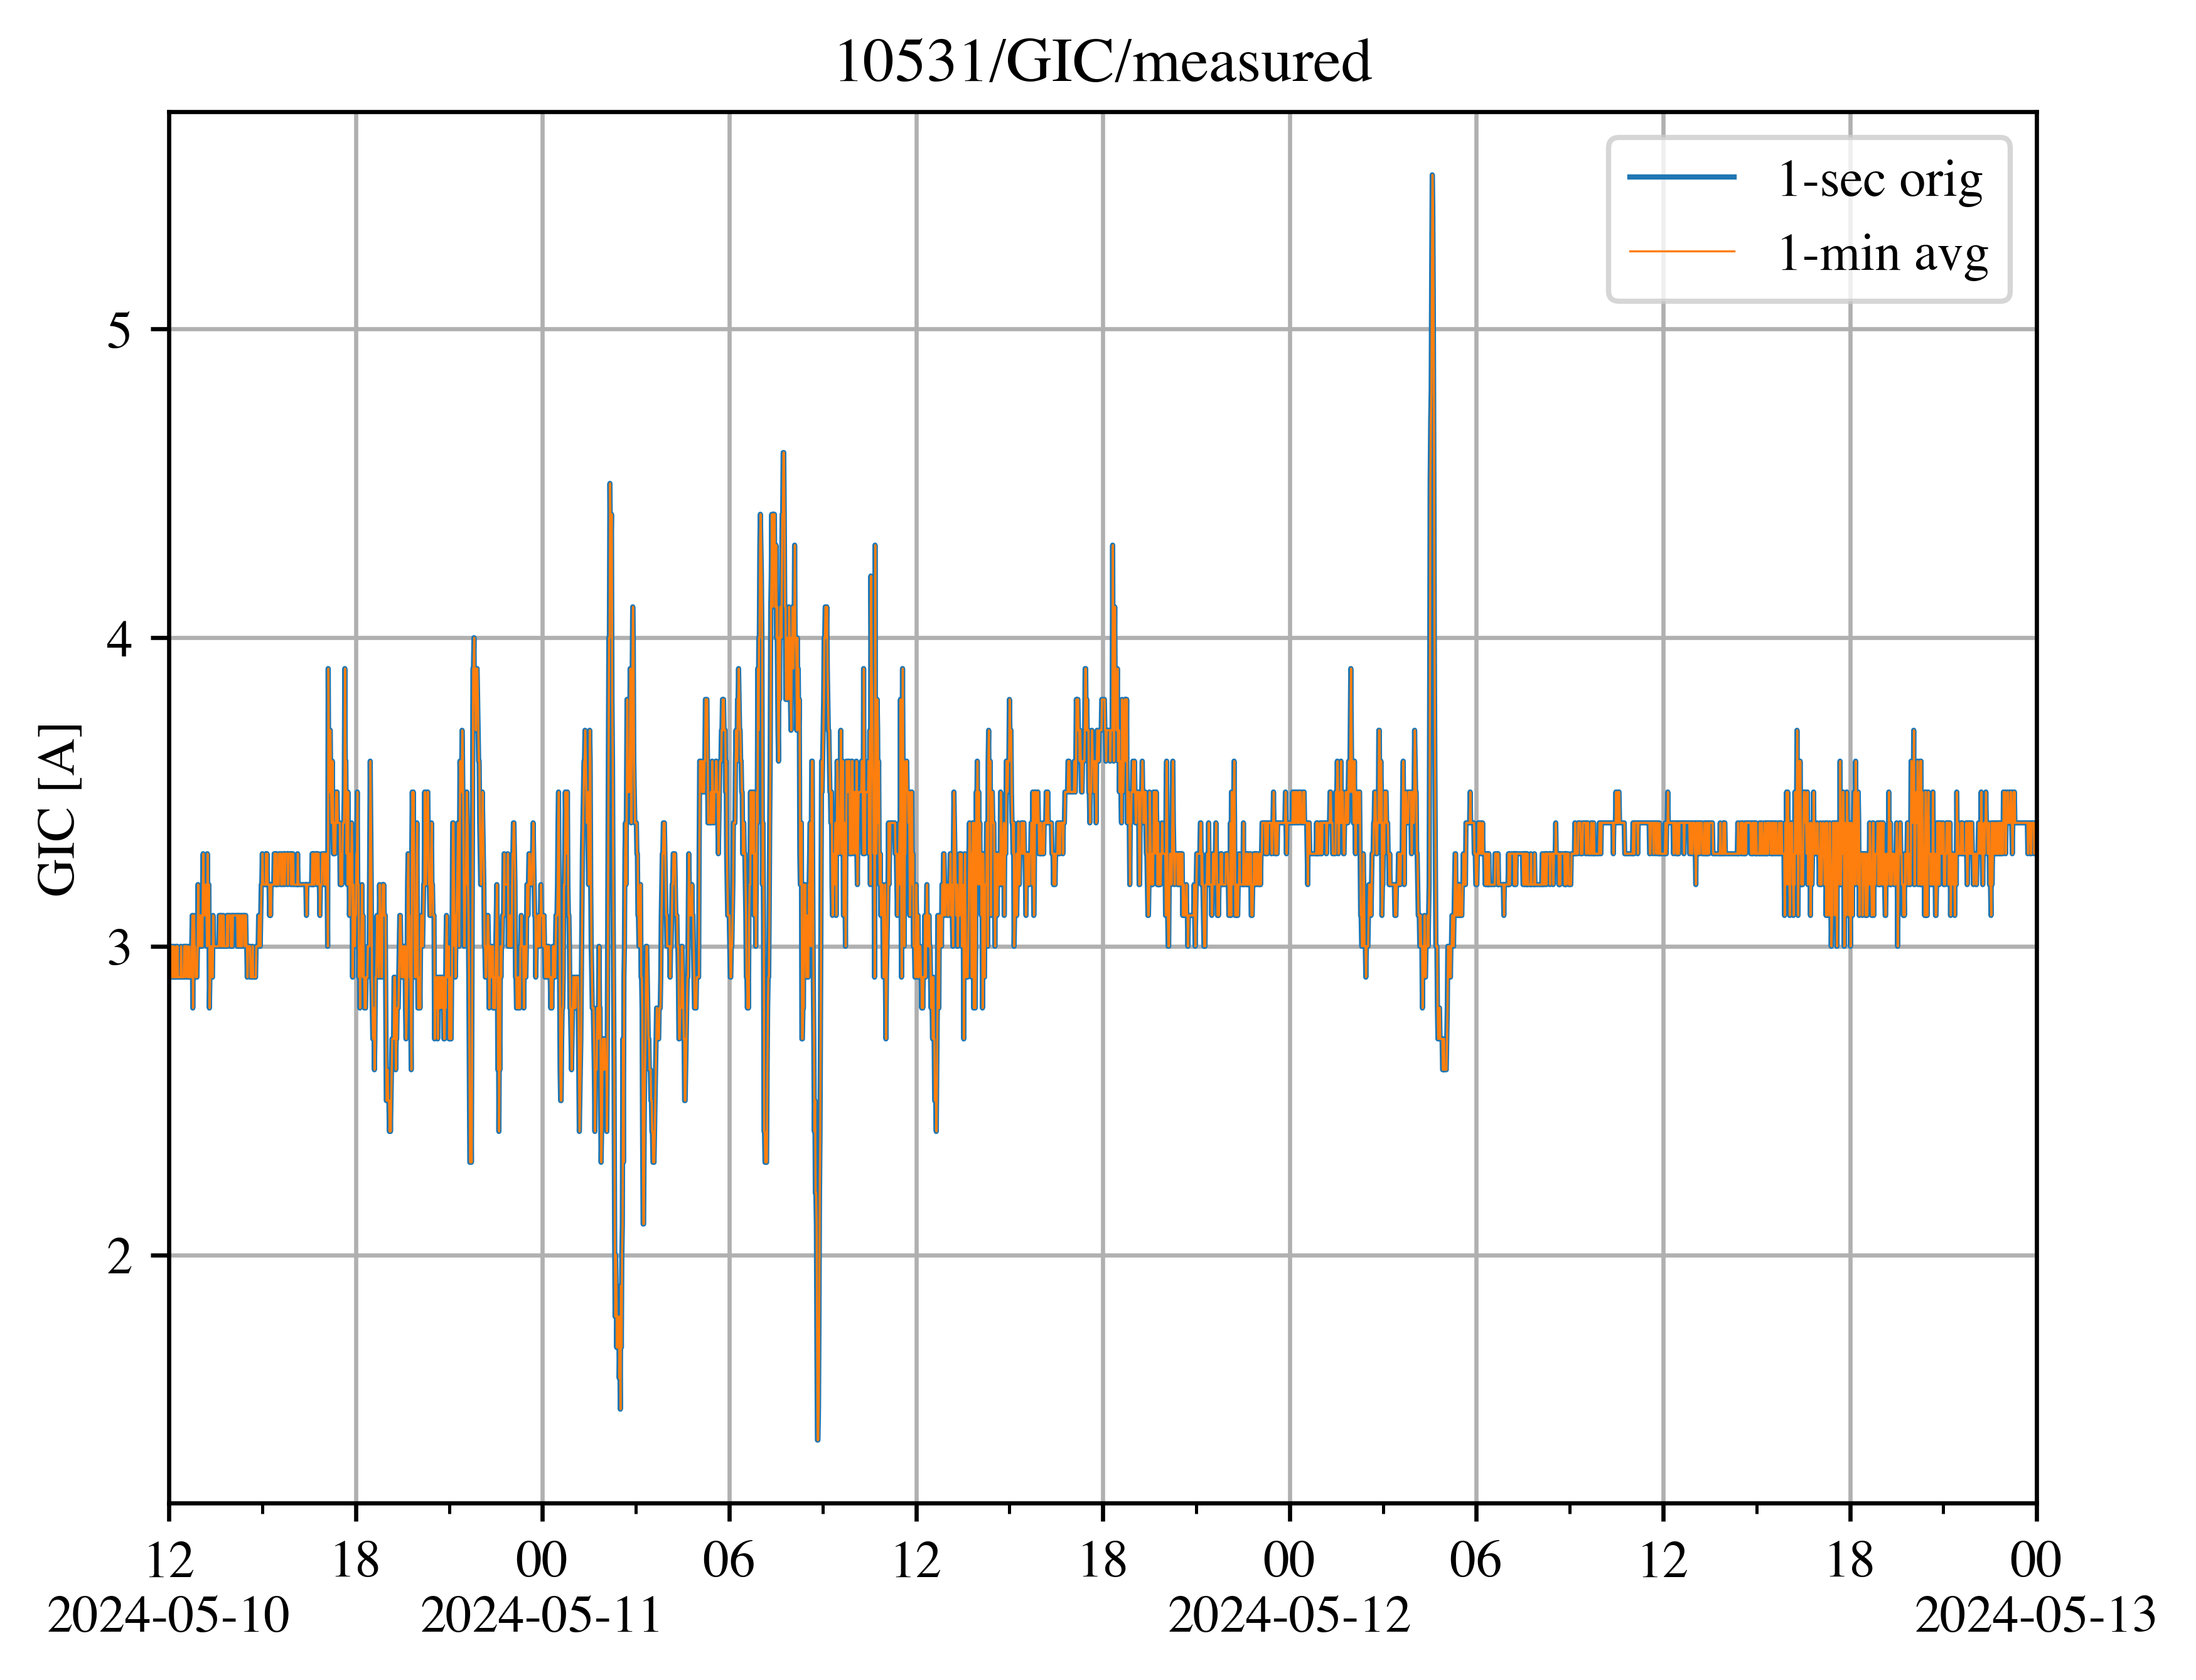 10531/GIC/measured
1-sec orig
1-min avg
GIC [A]
5
4
3
2
12 18 00 06 12 18 00 06 12 18 00
2024-05-10 2024-05-11 2024-05-12 2024-05-13